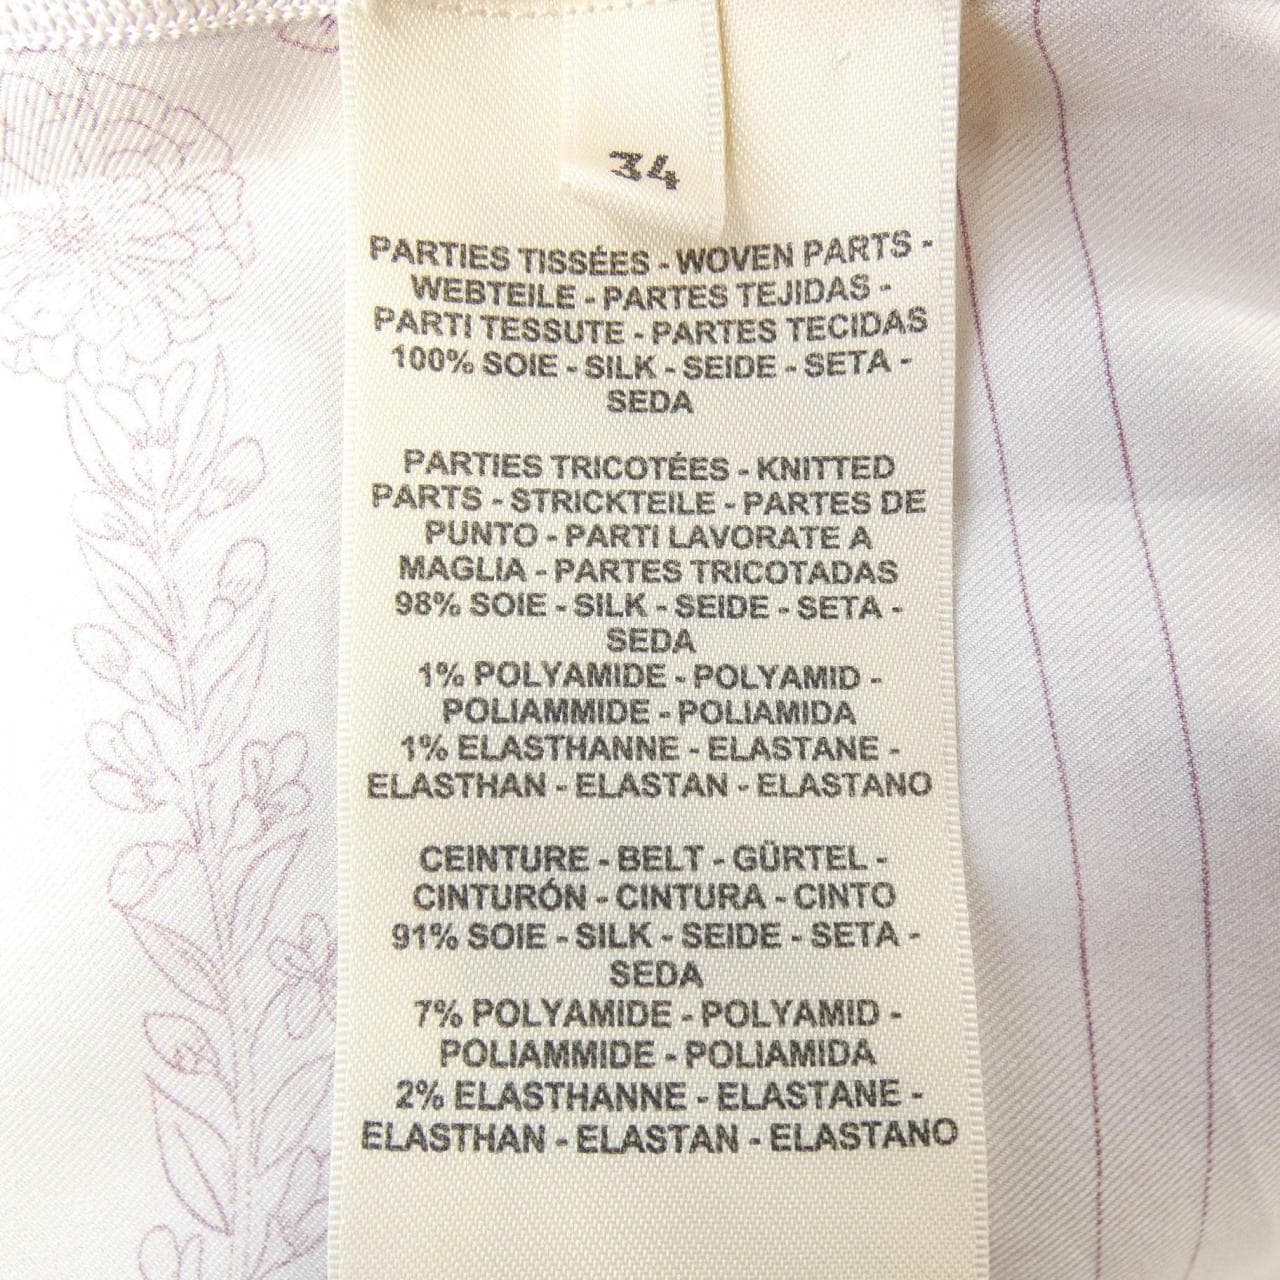 34
PARTIES TISSÉES - WOVEN PARTS -
WEBTEILE - PARTES TEJIDAS -
PARTI TESSUTE - PARTES TECIDAS
100% SOIE - SILK - SEIDE - SETA -
SEDA
PARTIES TRICOTÉES - KNITTED
PARTS - STRICKTEILE - PARTES DE
PUNTO - PARTI LAVORATE A
MAGLIA - PARTES TRICOTADAS
98% SOIE - SILK - SEIDE - SETA -
SEDA
1% POLYAMIDE - POLYAMID -
POLIAMMIDE - POLIAMIDA
1% ELASTHANNE - ELASTANE -
ELASTHAN - ELASTAN - ELASTANO
CEINTURE - BELT - GÜRTEL -
CINTURÓN - CINTURA - CINTO
91% SOIE - SILK - SEIDE - SETA -
SEDA
7% POLYAMIDE - POLYAMID -
POLIAMMIDE - POLIAMIDA
2% ELASTHANNE - ELASTANE -
ELASTHAN - ELASTAN - ELASTANO